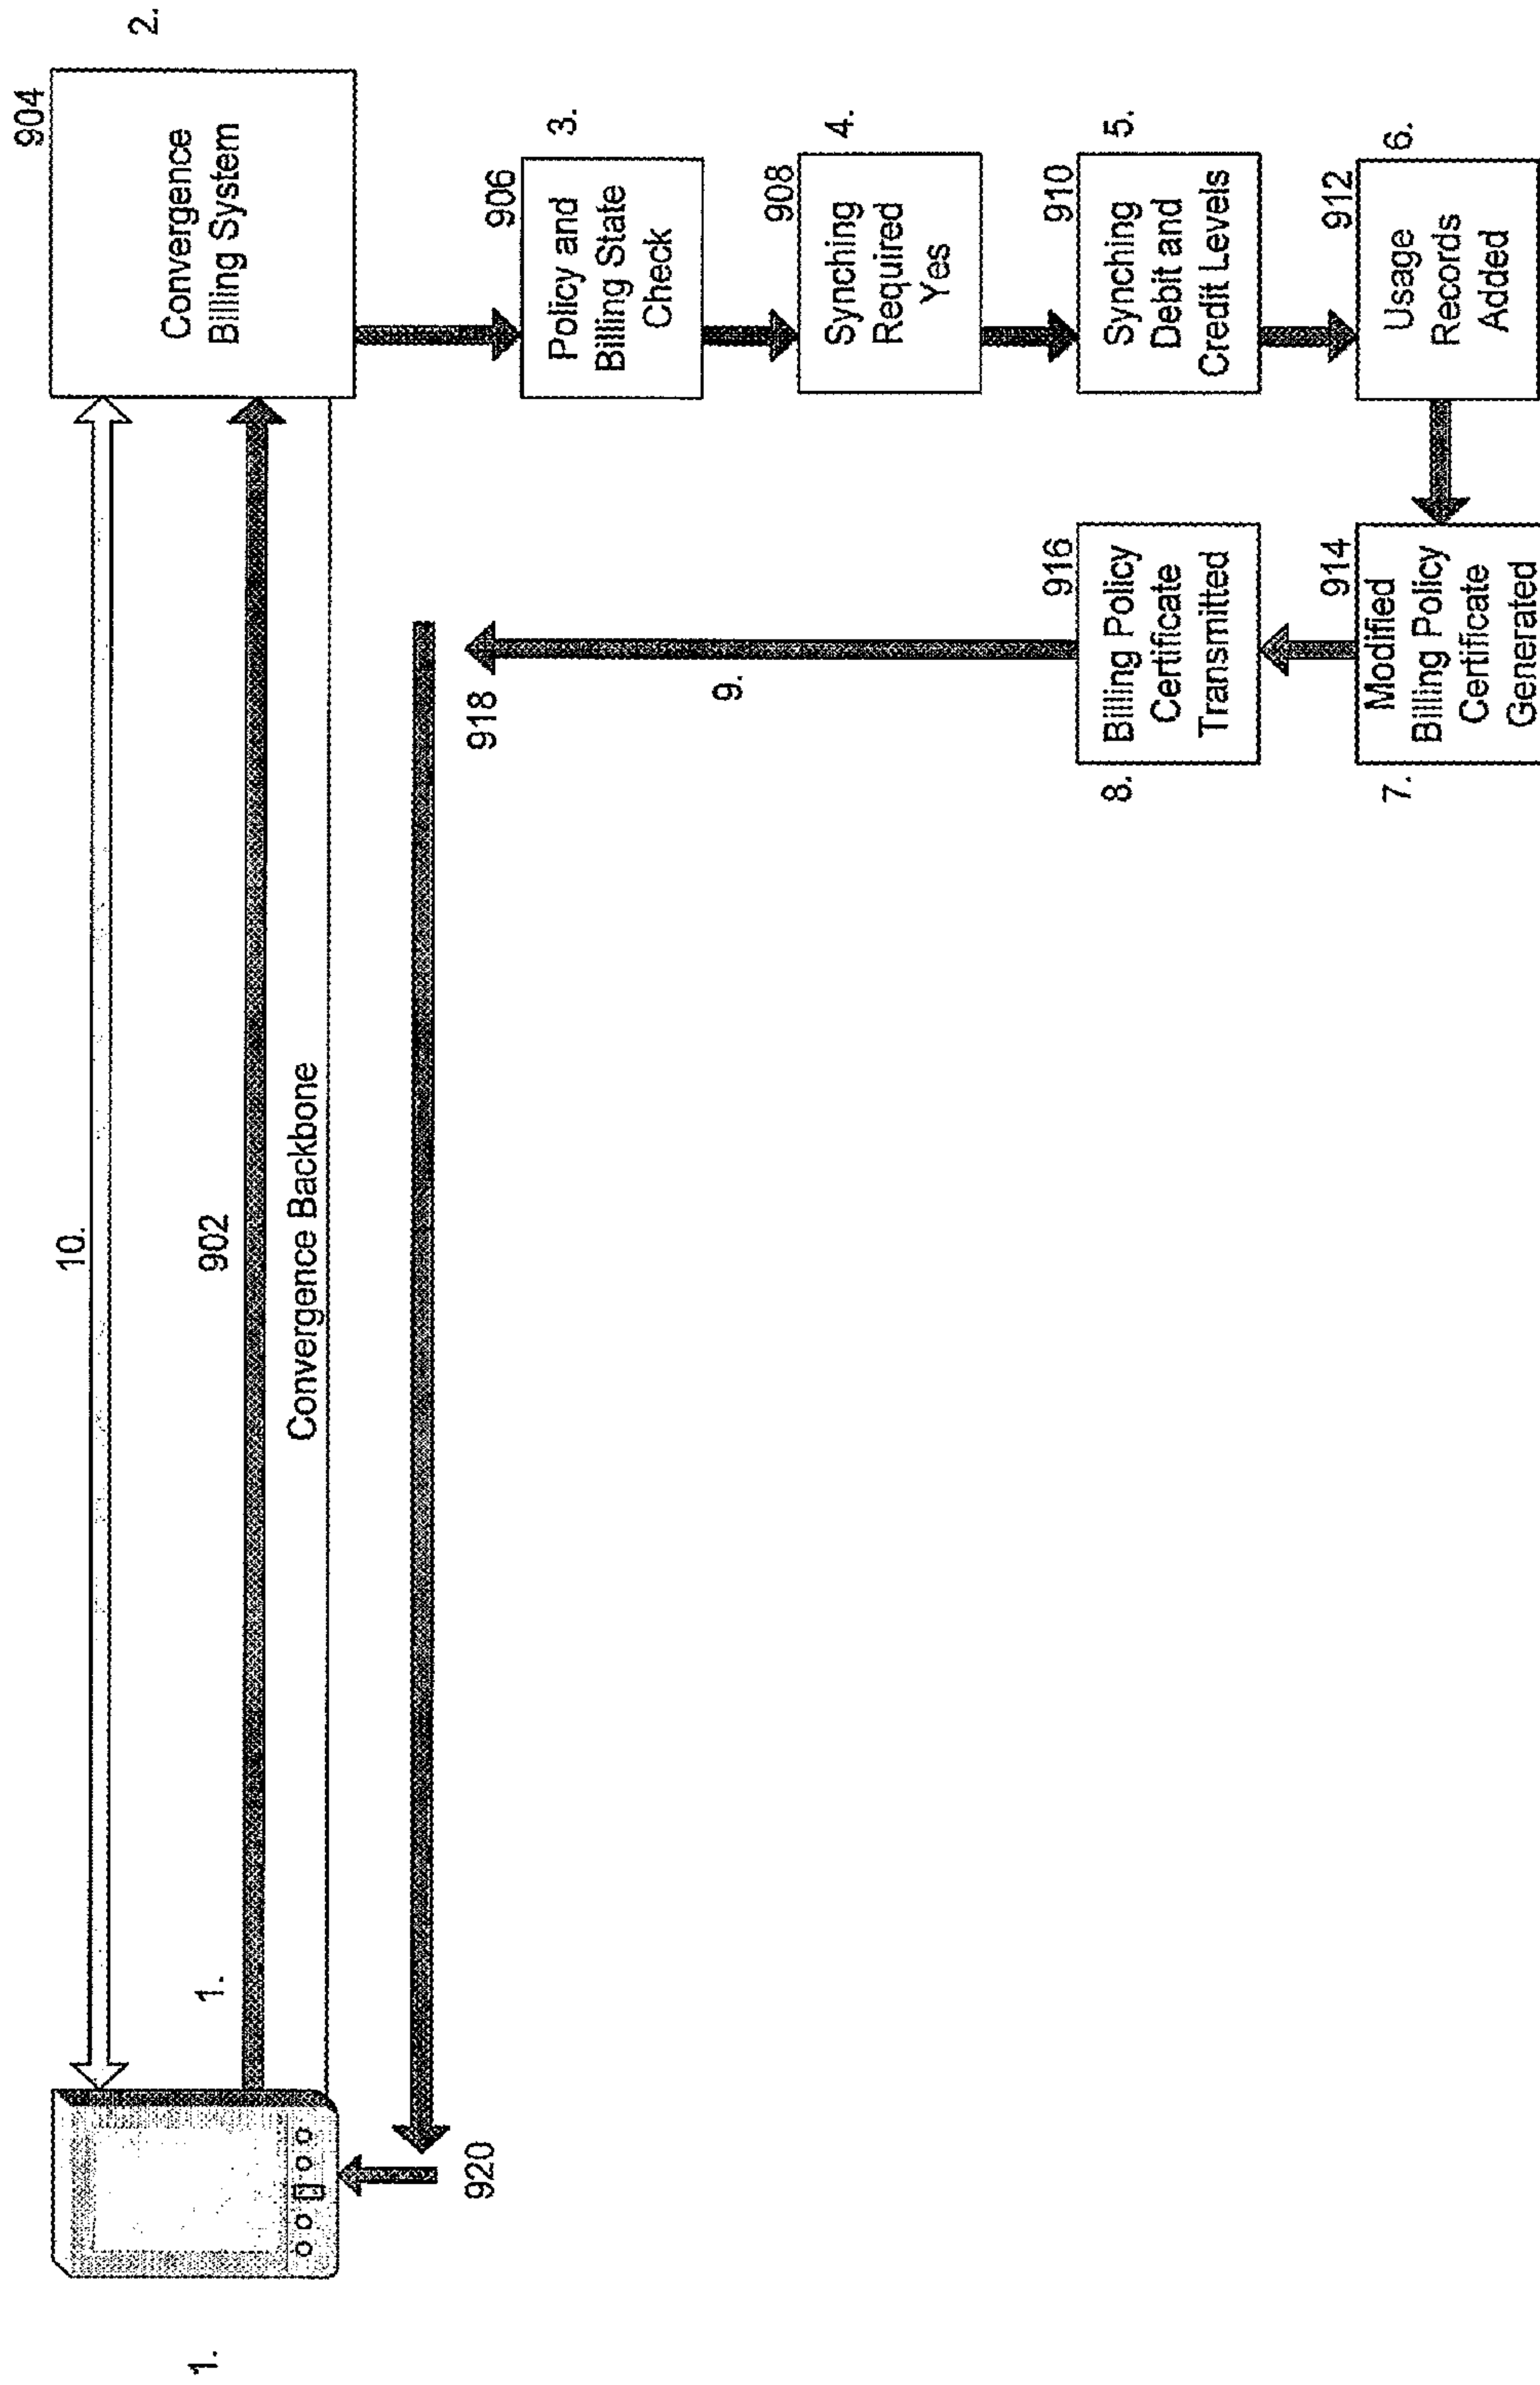 10.
902
1.
1.
Convergence Backbone
904
2.
Convergence
Billing System
906
3.
Policy and
Billing State
Check
908
4.
Synching
Required
Yes
910
5.
Synching
Debit and
Credit Levels
912
6.
Usage
Records
Added
914
7.
Modified
Billing Policy
Certificate
Generated
916
8.
Billing Policy
Certificate
Transmitted
9.
918
920